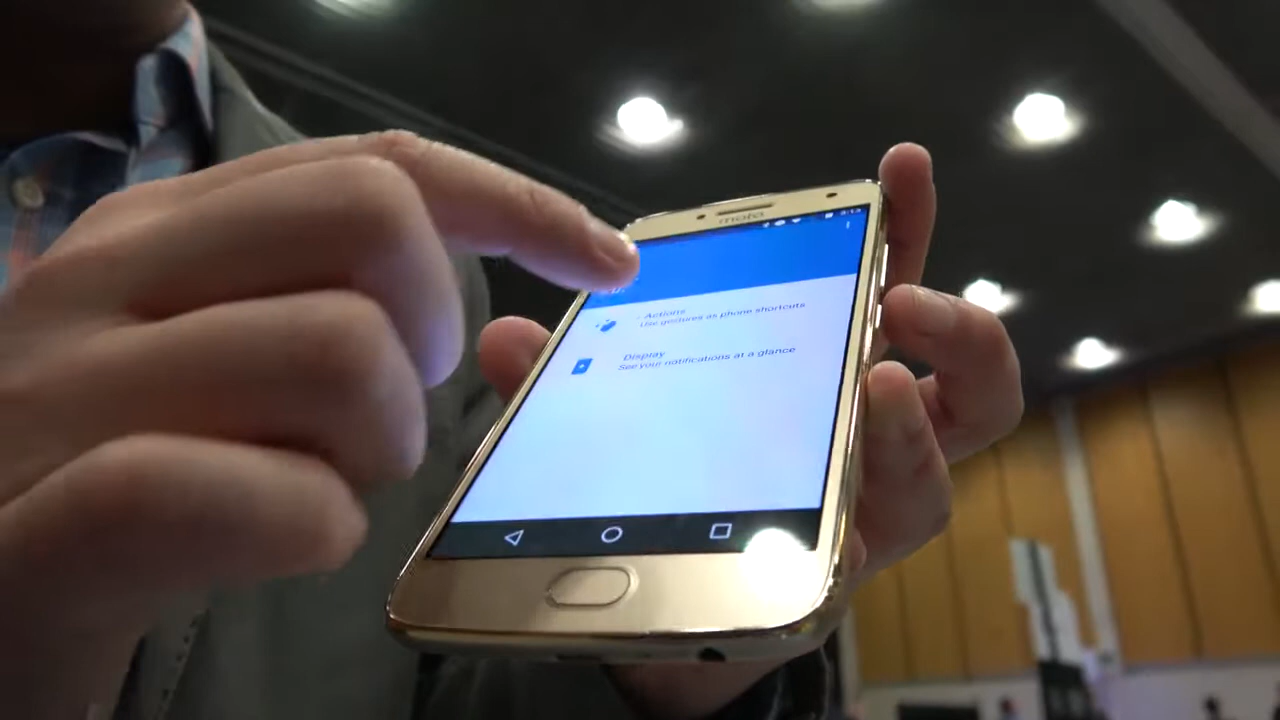 moto
Actions
Use gestures as phone shortcuts
Display
See your notifications at a glance